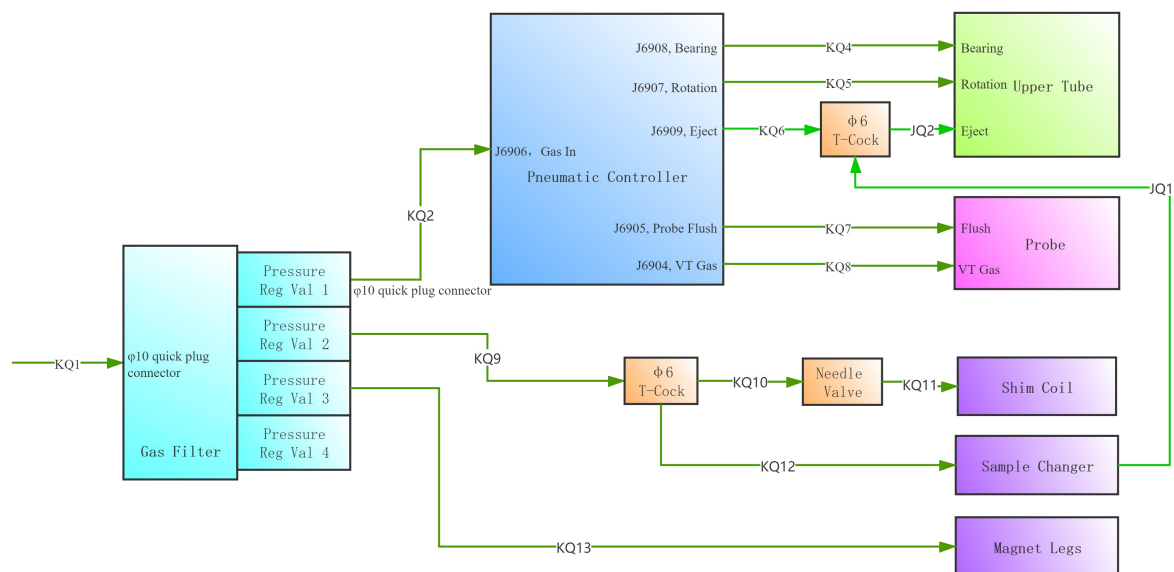 J6908, Bearing
KQ4
Bearing
J6907, Rotation
KQ5
Rotation
Upper Tube
J6909, Eject
KQ6
φ6
T-Cock
JQ2
Eject
J6906，Gas In
Pneumatic Controller
JQ1
KQ2
J6905, Probe Flush
KQ7
Flush
Probe
J6904, VT Gas
KQ8
VT Gas
Pressure
Reg Val 1
φ10 quick plug connector
Pressure
Reg Val 2
KQ1
φ10 quick plug
connector
KQ9
φ6
T-Cock
KQ10
Needle
Valve
KQ11
Shim Coil
Pressure
Reg Val 3
Pressure
Reg Val 4
Gas Filter
KQ12
Sample Changer
KQ13
Magnet Legs